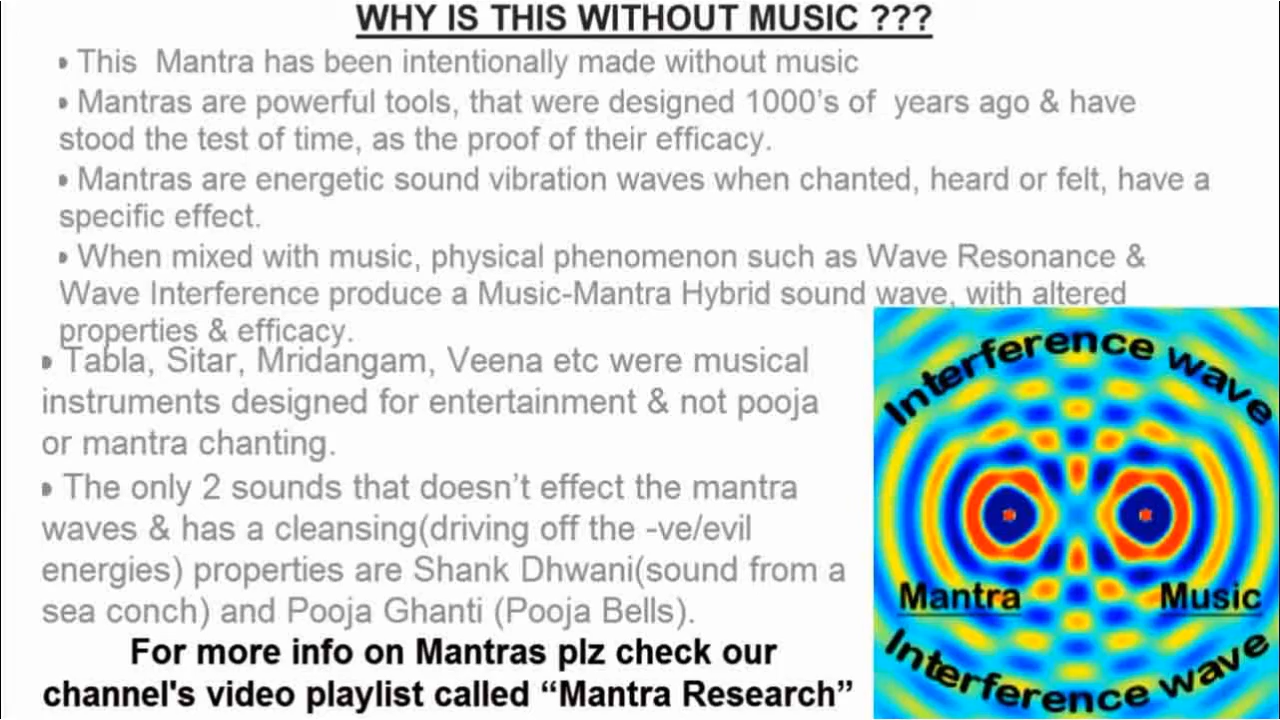 WHY IS THIS WITHOUT MUSIC ???
• This  Mantra has been intentionally made without music
• Mantras are powerful tools, that were designed 1000’s of  years ago & have
stood the test of time, as the proof of their efficacy.
• Mantras are energetic sound vibration waves when chanted, heard or felt, have a
specific effect.
• When mixed with music, physical phenomenon such as Wave Resonance &
Wave Interference produce a Music-Mantra Hybrid sound wave, with altered
properties & efficacy.
• Tabla, Sitar, Mridangam, Veena etc were musical
instruments designed for entertainment & not pooja
or mantra chanting.
• The only 2 sounds that doesn’t effect the mantra
waves & has a cleansing(driving off the -ve/evil
energies) properties are Shank Dhwani(sound from a
sea conch) and Pooja Ghanti (Pooja Bells).
For more info on Mantras plz check our
channel's video playlist called “Mantra Research”
Interference wave
Mantra
Music
Interference wave